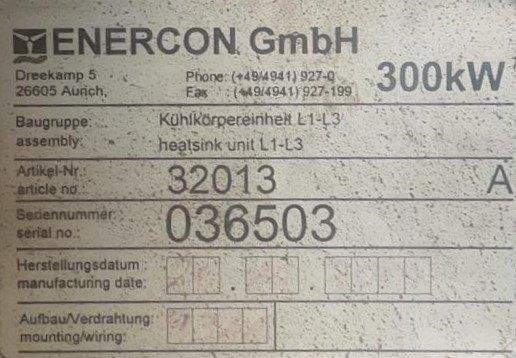 ENERCON GmbH
Dreekamp 5 Phone: (+49/4941) 927-0 300kW
26605 Aurich, Fax : (+49/4941) 927-199
Baugruppe: Kühlkörpereinheit L1-L3
assembly: heatsink unit L1-L3
Artikel-Nr.: 32013 A
article no.:
Seriennummer: 036503
serial no.:
Herstellungsdatum :
manufacturing date:
Aufbau/Verdrahtung:
mounting/wiring: